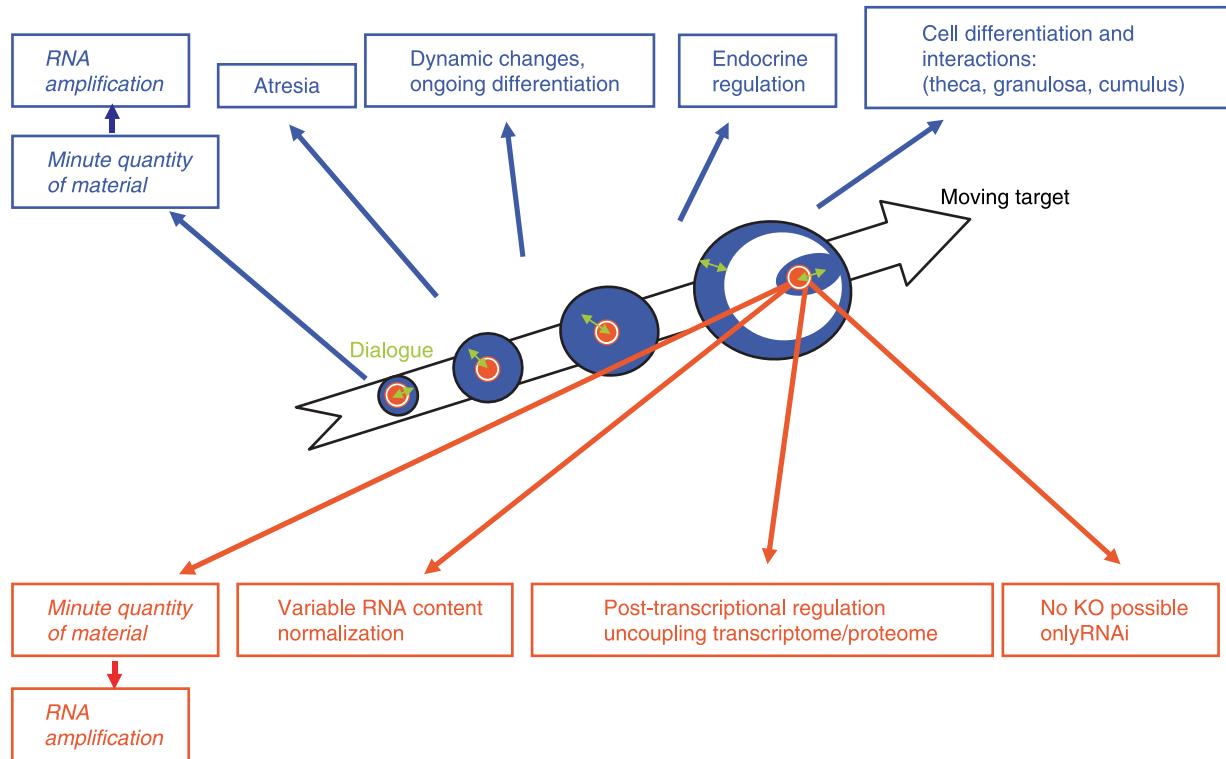 RNA
amplification
Minute quantity
of material
Atresia
Dynamic changes,
ongoing differentiation
Endocrine
regulation
Cell differentiation and
interactions:
(theca, granulosa, cumulus)
Moving target
Dialogue
Minute quantity
of material
RNA
amplification
Variable RNA content
normalization
Post-transcriptional regulation
uncoupling transcriptome/proteome
No KO possible
onlyRNAi